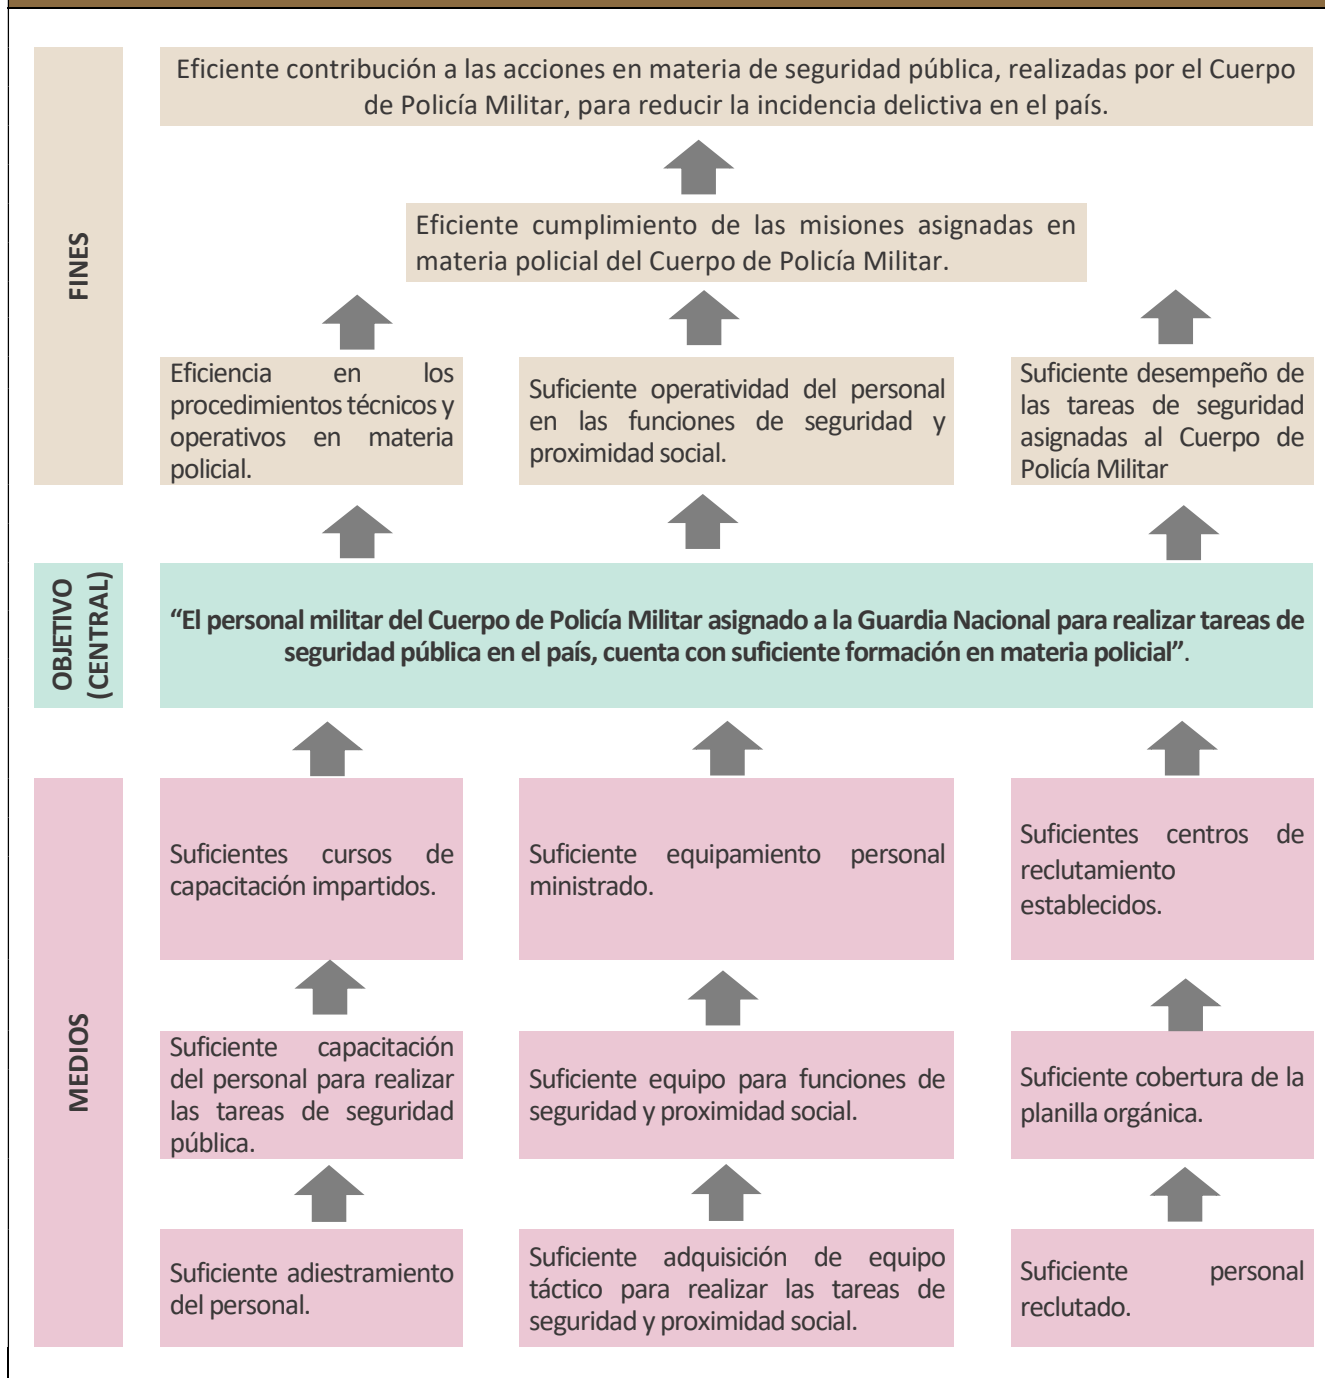 Eficiente contribución a las acciones en materia de seguridad pública, realizadas por el Cuerpo
de Policía Militar, para reducir la incidencia delictiva en el país.
FINES
Eficiente cumplimiento de las misiones asignadas en
materia policial del Cuerpo de Policía Militar.
Eficiencia en los
procedimientos técnicos y
operativos en materia
policial.
Suficiente operatividad del personal
en las funciones de seguridad y
proximidad social.
Suficiente desempeño de
las tareas de seguridad
asignadas al Cuerpo de
Policía Militar
OBJETIVO
(CENTRAL)
“El personal militar del Cuerpo de Policía Militar asignado a la Guardia Nacional para realizar tareas de
seguridad pública en el país, cuenta con suficiente formación en materia policial”.
MEDIOS
Suficientes cursos de
capacitación impartidos.
Suficiente equipamiento personal
ministrado.
Suficientes centros de
reclutamiento
establecidos.
Suficiente capacitación
del personal para realizar
las tareas de seguridad
pública.
Suficiente equipo para funciones de
seguridad y proximidad social.
Suficiente cobertura de la
planilla orgánica.
Suficiente adiestramiento
del personal.
Suficiente adquisición de equipo
táctico para realizar las tareas de
seguridad y proximidad social.
Suficiente personal
reclutado.